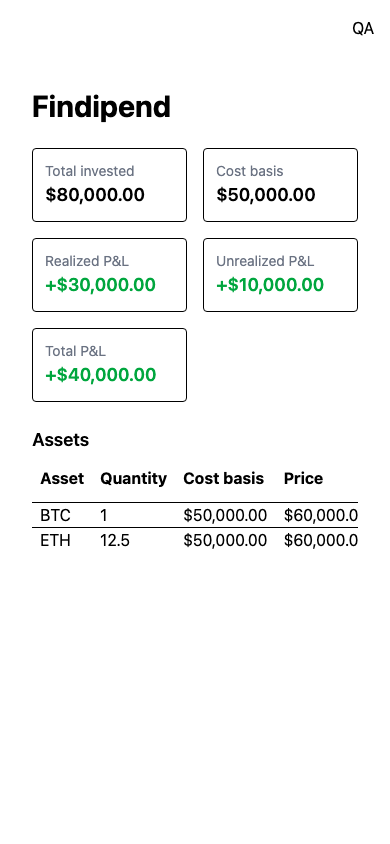 QA
Findipend
Total invested
$80,000.00
Cost basis
$50,000.00
Realized P&L
+$30,000.00
Unrealized P&L
+$10,000.00
Total P&L
+$40,000.00
Assets
Asset Quantity Cost basis Price
BTC 1 $50,000.00 $60,000.0
ETH 12.5 $50,000.00 $60,000.0